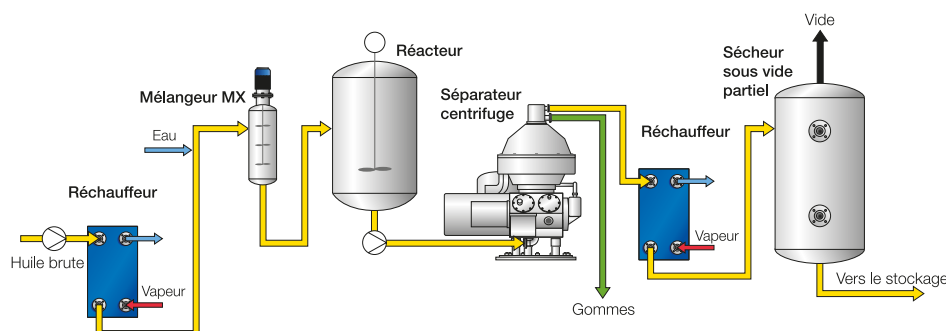 Vide
Réacteur
Sécheur
sous vide
partiel
Mélangeur MX
Séparateur
centrifuge
Eau
Réchauffeur
Réchauffeur
Huile brute
Vapeur
Vapeur
Gommes
Vers le stockage